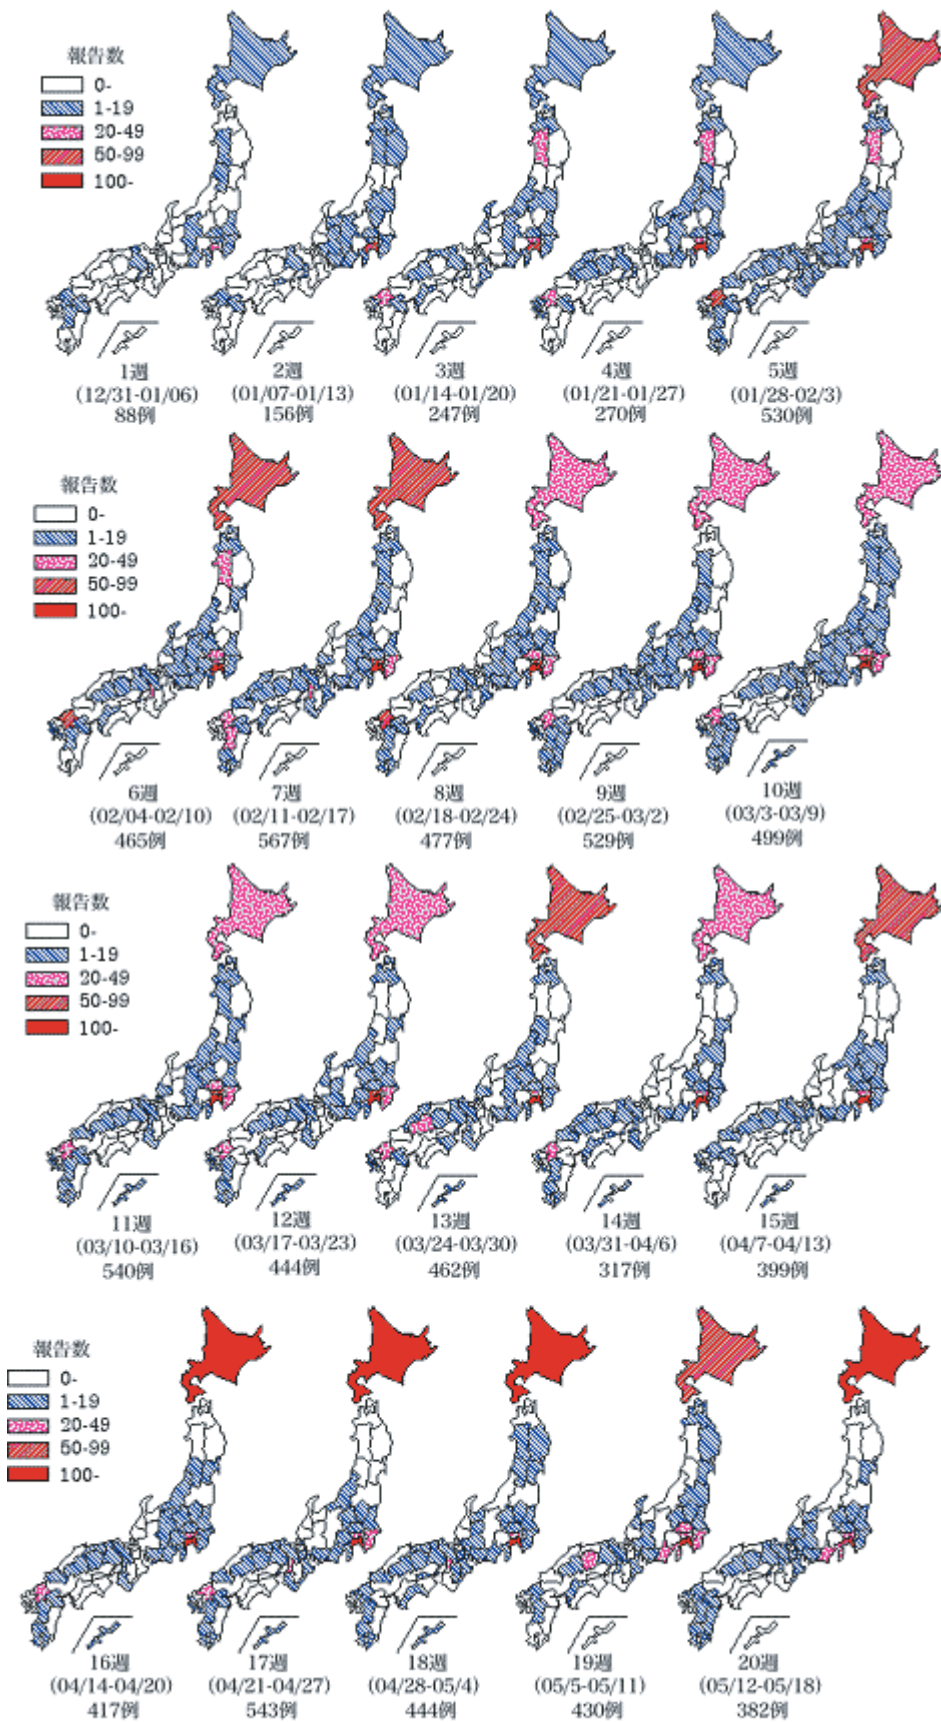 報告数
0-
1-19
20-49
50-99
100-
1週
(12/31-01/06)
88例
2週
(01/07-01/13)
156例
3週
(01/14-01/20)
247例
4週
(01/21-01/27)
270例
5週
(01/28-02/3)
530例
報告数
0-
1-19
20-49
50-99
100-
6週
(02/04-02/10)
465例
7週
(02/11-02/17)
567例
8週
(02/18-02/24)
477例
9週
(02/25-03/2)
529例
10週
(03/3-03/9)
499例
報告数
0-
1-19
20-49
50-99
100-
11週
(03/10-03/16)
540例
12週
(03/17-03/23)
444例
13週
(03/24-03/30)
462例
14週
(03/31-04/6)
317例
15週
(04/7-04/13)
399例
報告数
0-
1-19
20-49
50-99
100-
16週
(04/14-04/20)
417例
17週
(04/21-04/27)
543例
18週
(04/28-05/4)
444例
19週
(05/5-05/11)
430例
20週
(05/12-05/18)
382例